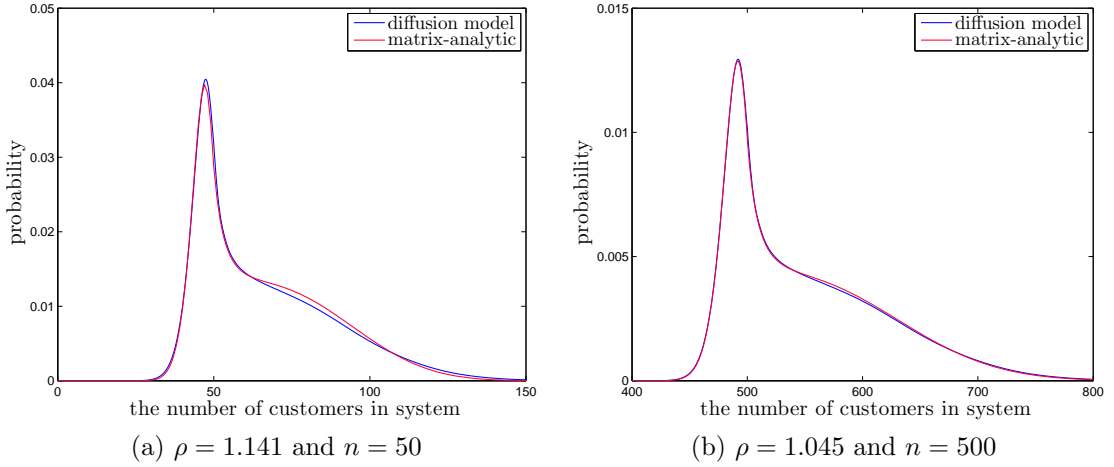 0.05
0.04
0.03
0.02
0.01
0
probability
0 50 100 150
the number of customers in system
diffusion model
matrix-analytic
(a) ρ = 1.141 and n = 50
0.015
0.01
0.005
0
probability
400 500 600 700 800
the number of customers in system
diffusion model
matrix-analytic
(b) ρ = 1.045 and n = 500